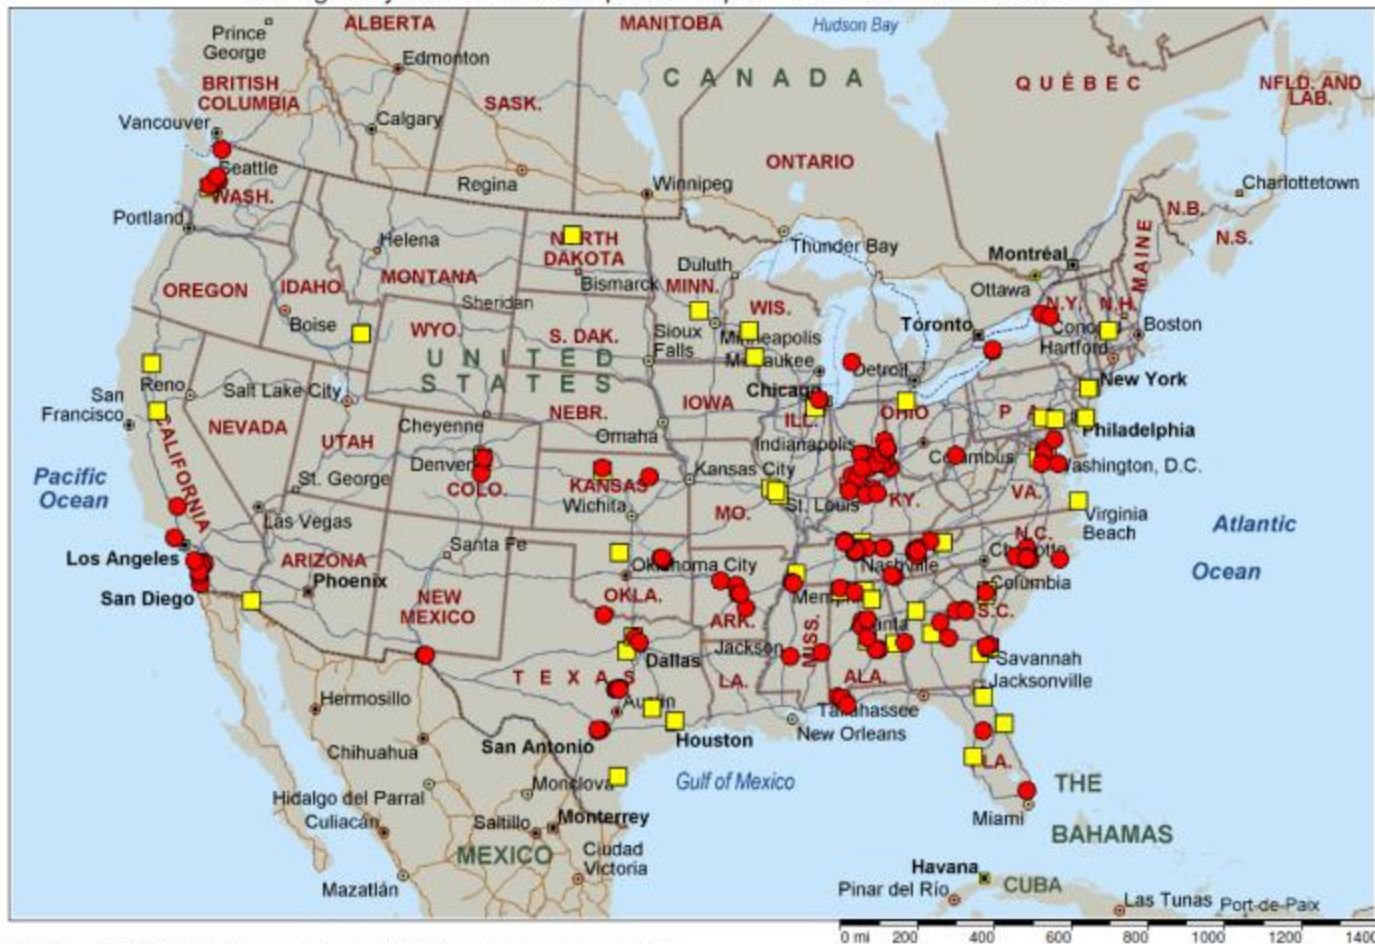 Prince
George
ALBERTA
MANITOBA
Hudson Bay
Edmonton
BRITISH
COLUMBIA
SASK.
CANADA
QUÉBEC
NFLD. AND
LAB.
Vancouver
Calgary
ONTARIO
Seattle
WASH.
Regina
Winnipeg
Charlottetown
N.B.
N.S.
MAINE
Portland
Helena
NORTH
DAKOTA
Thunder Bay
Montréal
Duluth
MONTANA
Bismarck
MINN.
Ottawa
OREGON
IDAHO
Sheridan
WIS.
N.Y.
N.H.
Boise
WYO.
S. DAK.
Sioux
Falls
Minneapolis
Toronto
Boston
Hartford
UNITED
STATES
Detroit
San
Francisco
Reno
Salt Lake City
Chicago
New York
NEVADA
UTAH
Cheyenne
NEBR.
IOWA
ILL.
OHIO
P A
Omaha
Indianapolis
Philadelphia
Pacific
Ocean
CALIFORNIA
St. George
Denver
COLO.
KANSAS
Kansas City
Columbus
Washington, D.C.
Wichita
St. Louis
KY.
VA.
Las Vegas
MO.
Virginia
Beach
Atlantic
Ocean
Los Angeles
ARIZONA
Santa Fe
Oklahoma City
Nashville
N.C.
Charlotte
Phoenix
San Diego
NEW
MEXICO
OKLA.
ARK.
Memphis
Columbia
S.C.
MISS.
Jackson
Dallas
TEXAS
LA.
ALA.
Savannah
Jacksonville
Hermosillo
Austin
Tallahassee
New Orleans
Chihuahua
San Antonio
Houston
Gulf of Mexico
Monclova
THE
BAHAMAS
Hidalgo del Parral
Culiacán
Saltillo
Monterrey
Miami
MEXICO
Ciudad
Victoria
Mazatlán
Havana
CUBA
Pinar del Río
Las Tunas
Port-de-Paix
0 mi 200 400 600 800 1000 1200 1400